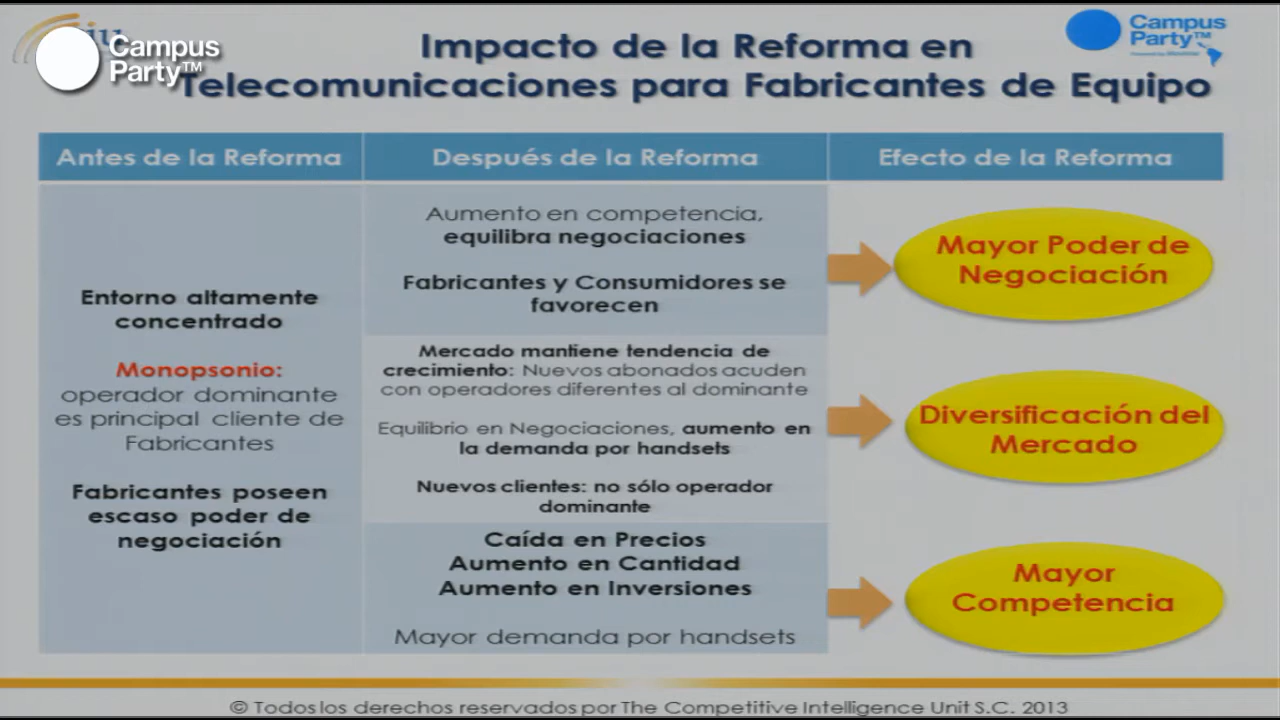 Campus
Party™
Campus
Party™
Impacto de la Reforma en
Telecomunicaciones para Fabricantes de Equipo
Antes de la Reforma
Después de la Reforma
Efecto de la Reforma
Entorno altamente
concentrado
Monopsonio:
operador dominante
es principal cliente de
Fabricantes
Fabricantes poseen
escaso poder de
negociación
Aumento en competencia,
equilibra negociaciones
Fabricantes y Consumidores se
favorecen
Mercado mantiene tendencia de
crecimiento: Nuevos abonados acuden
con operadores diferentes al dominante
Equilibrio en Negociaciones, aumento en
la demanda por handsets
Nuevos clientes: no sólo operador
dominante
Caída en Precios
Aumento en Cantidad
Aumento en Inversiones
Mayor demanda por handsets
Mayor Poder de
Negociación
Diversificación del
Mercado
Mayor
Competencia
© Todos los derechos reservados por The Competitive Intelligence Unit S.C. 2013